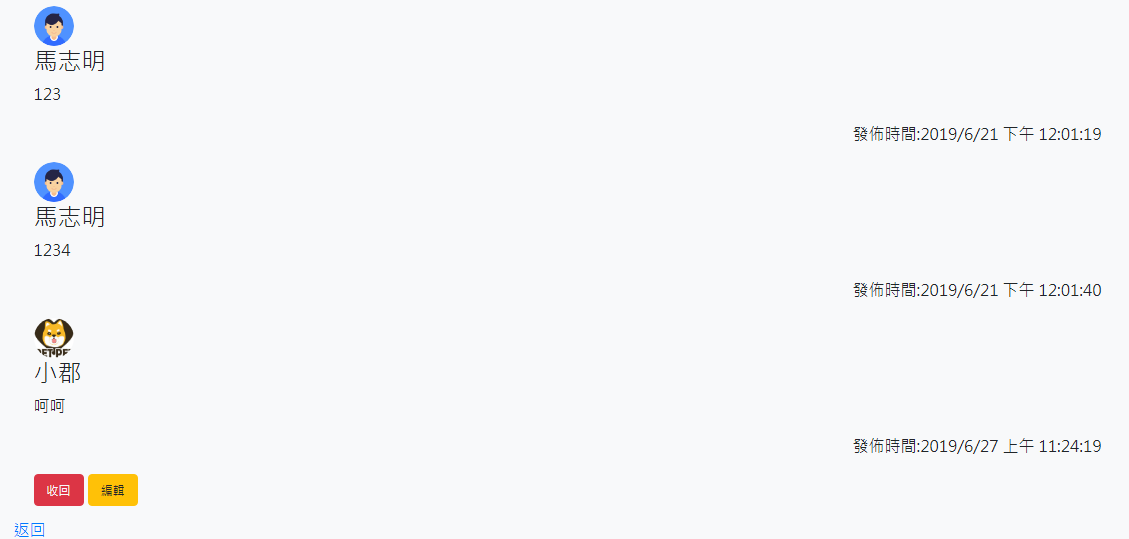 馬志明
123
發佈時間:2019/6/21 下午 12:01:19
馬志明
1234
發佈時間:2019/6/21 下午 12:01:40
小郡
呵呵
發佈時間:2019/6/27 上午 11:24:19
收回 編輯
返回